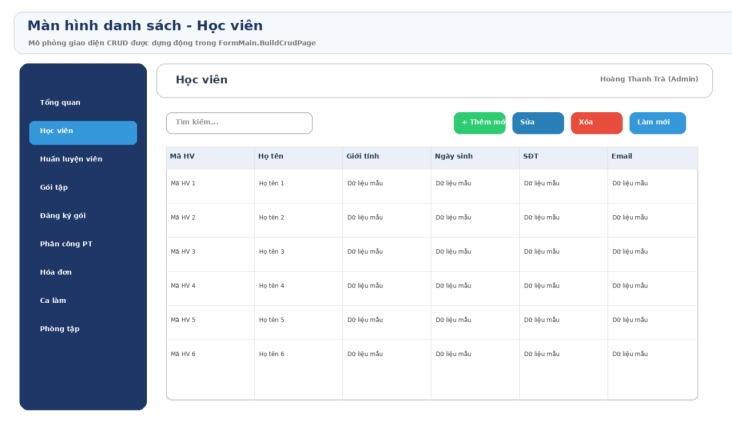 Màn hình danh sách - Học viên
Mô phỏng giao diện CRUD được dựng động trong FormMain.BuildCrudPage
Học viên
Hoàng Thanh Trà (Admin)
Tổng quan
Học viên
Huấn luyện viên
Gói tập
Đăng ký gói
Phân công PT
Hóa đơn
Ca làm
Phòng tập
Tìm kiếm...
+ Thêm mớ
Sửa
Xóa
Làm mới
Mã HV Họ tên Giới tính Ngày sinh SĐT Email
Mã HV 1 Họ tên 1 Dữ liệu mẫu Dữ liệu mẫu Dữ liệu mẫu Dữ liệu mẫu
Mã HV 2 Họ tên 2 Dữ liệu mẫu Dữ liệu mẫu Dữ liệu mẫu Dữ liệu mẫu
Mã HV 3 Họ tên 3 Dữ liệu mẫu Dữ liệu mẫu Dữ liệu mẫu Dữ liệu mẫu
Mã HV 4 Họ tên 4 Dữ liệu mẫu Dữ liệu mẫu Dữ liệu mẫu Dữ liệu mẫu
Mã HV 5 Họ tên 5 Dữ liệu mẫu Dữ liệu mẫu Dữ liệu mẫu Dữ liệu mẫu
Mã HV 6 Họ tên 6 Dữ liệu mẫu Dữ liệu mẫu Dữ liệu mẫu Dữ liệu mẫu